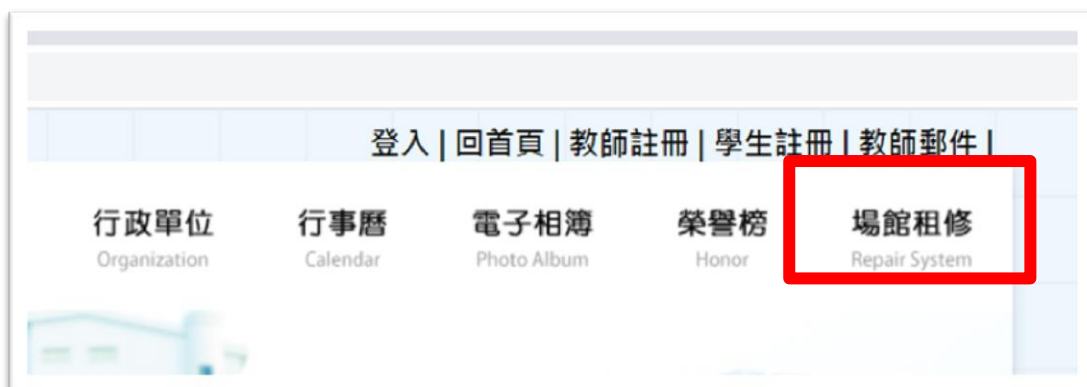 登入 | 回首頁 | 教師註冊 | 學生註冊 | 教師郵件 |
行政單位 行事曆 電子相簿 榮譽榜 場館租修
Organization Calendar Photo Album Honor Repair System